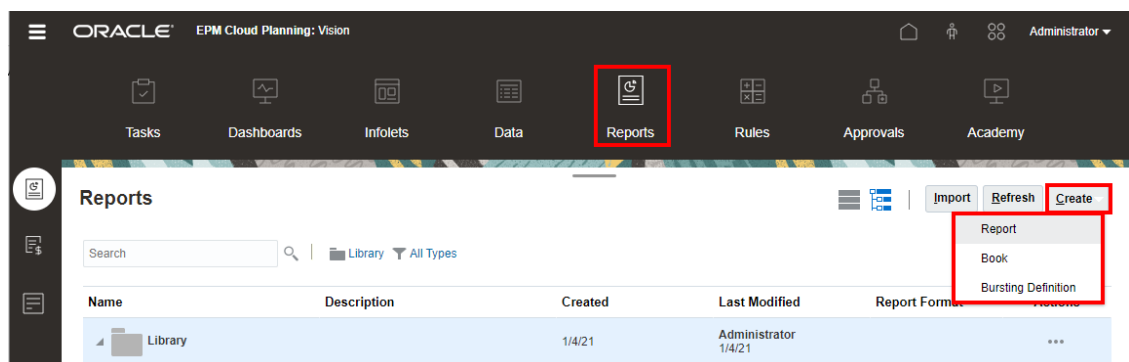 ORACLE® EPM Cloud Planning: Vision Administrator
Tasks Dashboards Infolets Data Reports Rules Approvals Academy
Reports Import Refresh Create
Report
Search Library All Types
Book
Bursting Definition
Name Description Created Last Modified Report Format Actions
Library 1/4/21 Administrator
1/4/21